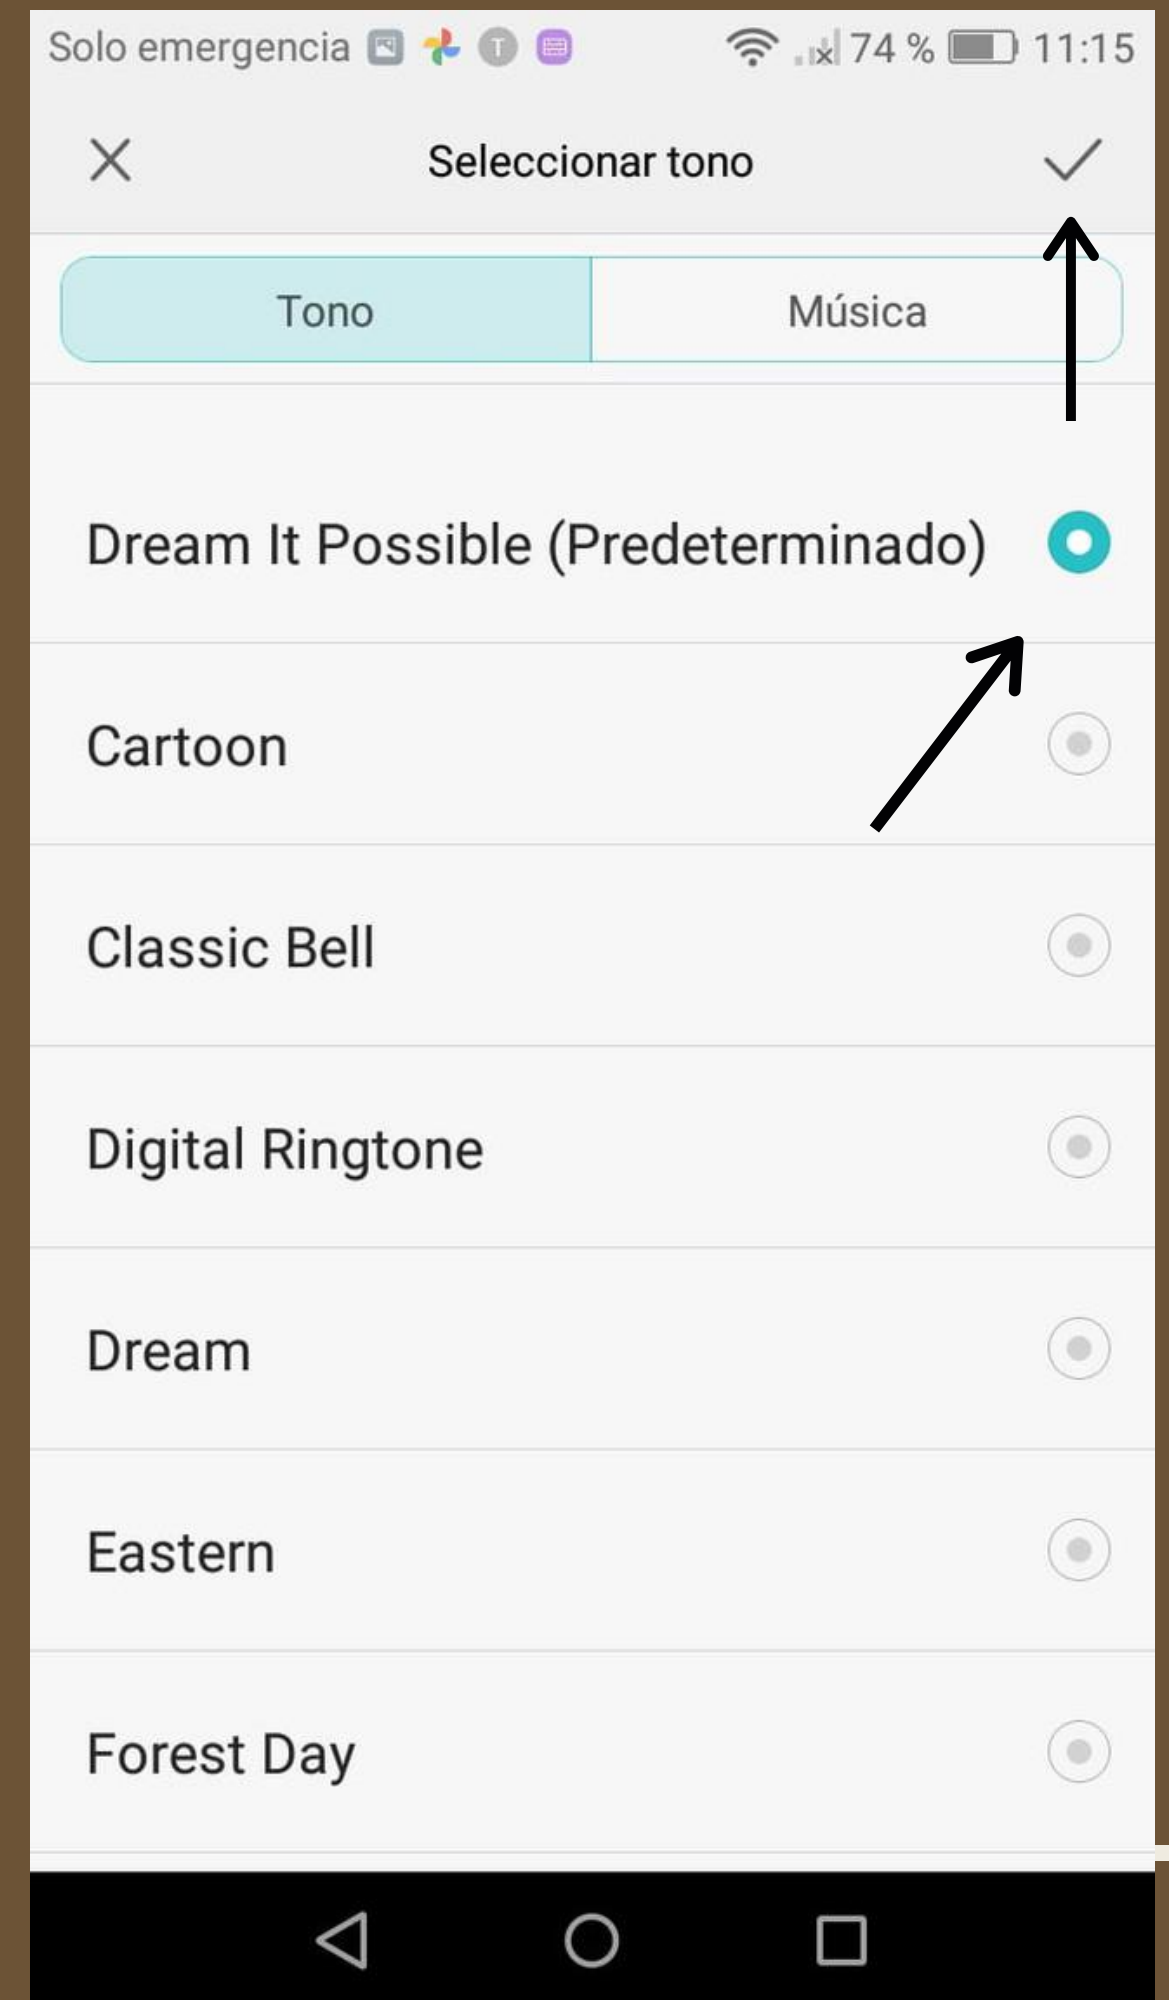 Solo emergencia T 74 % 11:15
Seleccionar tono
Tono Música
Dream It Possible (Predeterminado)
Cartoon
Classic Bell
Digital Ringtone
Dream
Eastern
Forest Day